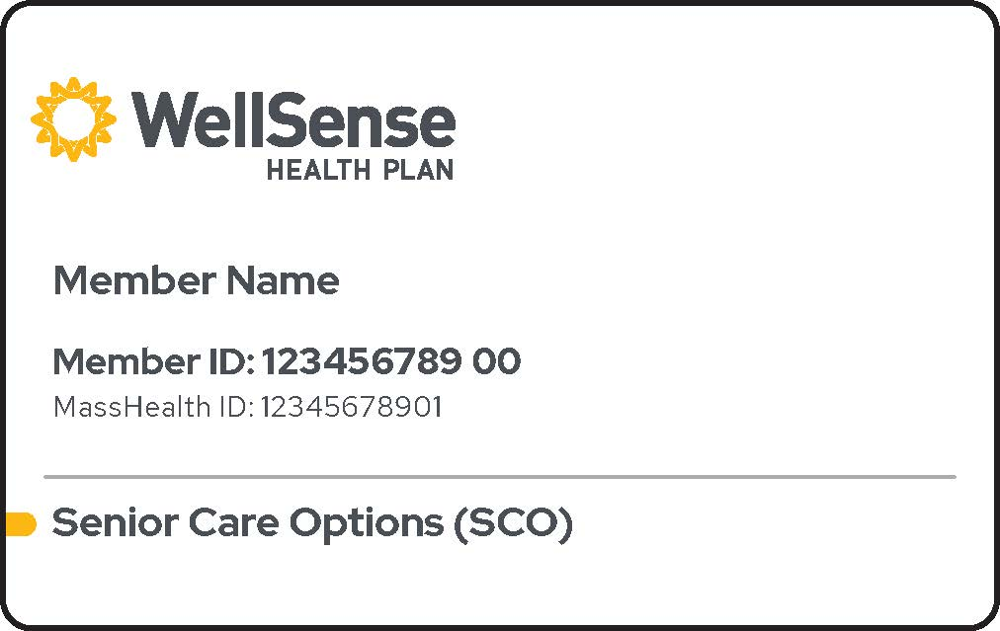 WellSense
HEALTH PLAN
Member Name
Member ID: 123456789 00
MassHealth ID: 12345678901
Senior Care Options (SCO)